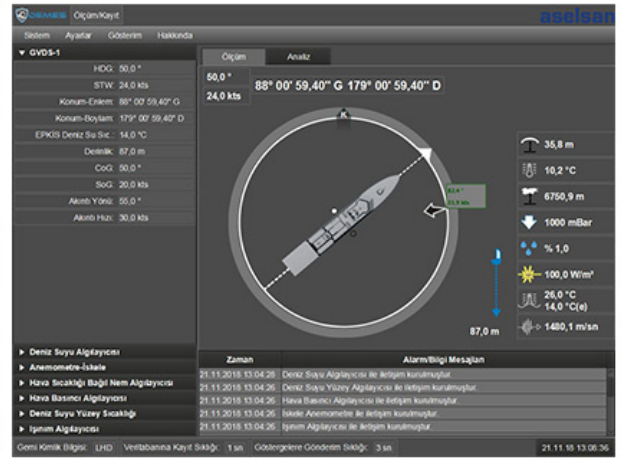 DEMES Ölçüm/Kayıt
aselsan
Sistem Ayarlar Gösterim Hakkında
GVDS-1
HDG: 50,0 °
STW: 24,0 kts
Konum-Enlem: 88° 00' 59,40'' G
Konum-Boylam: 179° 00' 59,40'' D
EPKİS Deniz Su Sıc.: 14,0 °C
Derinlik: 87,0 m
CoG: 50,0 °
SoG: 20,0 kts
Akıntı Yönü: 55,0 °
Akıntı Hızı: 30,0 kts
Deniz Suyu Algılayıcısı
Anemometre-İskele
Hava Sıcaklığı Bağıl Nem Algılayıcısı
Hava Basıncı Algılayıcısı
Deniz Suyu Yüzey Sıcaklığı
Işınım Algılayıcısı
Ölçüm Analiz
50,0 °
24,0 kts
88° 00' 59,40'' G 179° 00' 59,40'' D
K
35,8 m
10,2 °C
6750,9 m
1000 mBar
% 1,0
100,0 W/m²
26,0 °C
14,0 °C(e)
1480,1 m/sn
87,0 m
Zaman Alarm/Bilgi Mesajları
21.11.2018 13:04:28 Deniz Suyu Algılayıcısı ile iletişim kurulmuştur.
21.11.2018 13:04:26 Deniz Suyu Yüzey Algılayıcısı ile iletişim kurulmuştur.
21.11.2018 13:04:26 Hava Basıncı Algılayıcısı ile iletişim kurulmuştur.
21.11.2018 13:04:26 İskele Anemometre ile iletişim kurulmuştur.
21.11.2018 13:04:26 Işınım Algılayıcısı ile iletişim kurulmuştur.
Gemi Kimlik Bilgisi: LHD Veritabanına Kayıt Sıklığı: 1 sn Göstergelere Gönderim Sıklığı: 3 sn 21.11.18 13:08:36